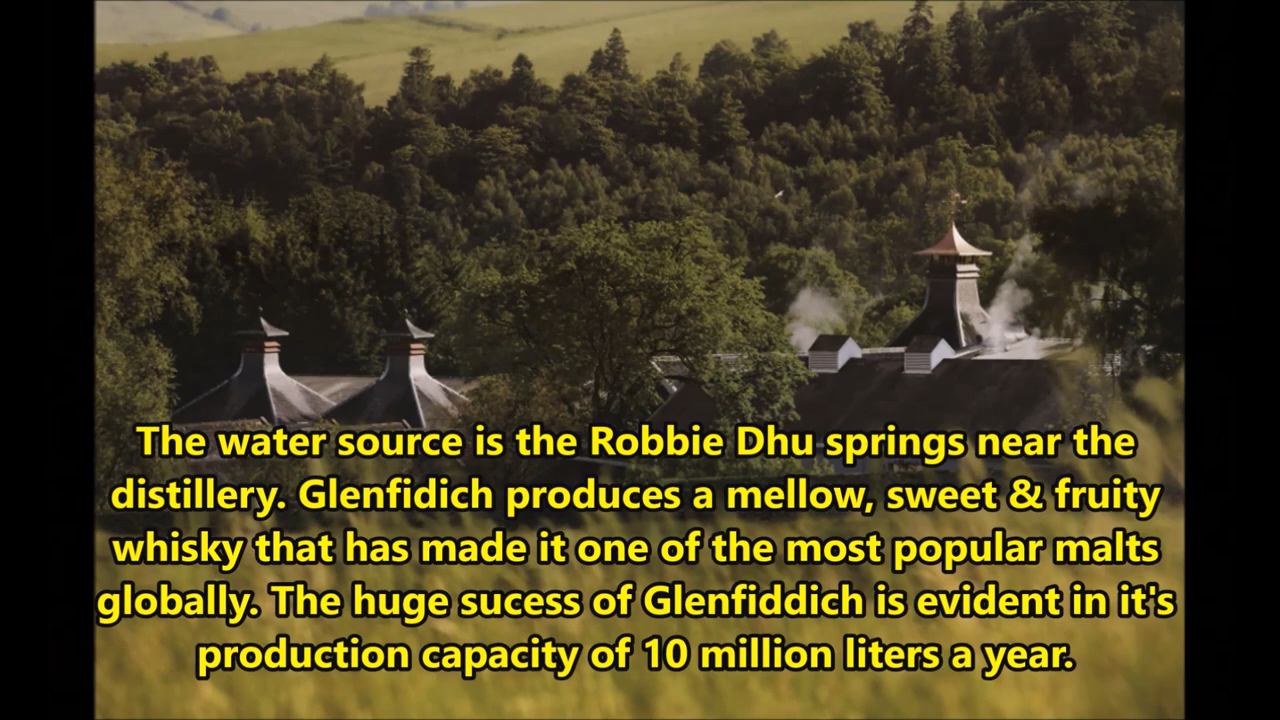 The water source is the Robbie Dhu springs near the
distillery. Glenfidich produces a mellow, sweet & fruity
whisky that has made it one of the most popular malts
globally. The huge sucess of Glenfiddich is evident in it's
production capacity of 10 million liters a year.